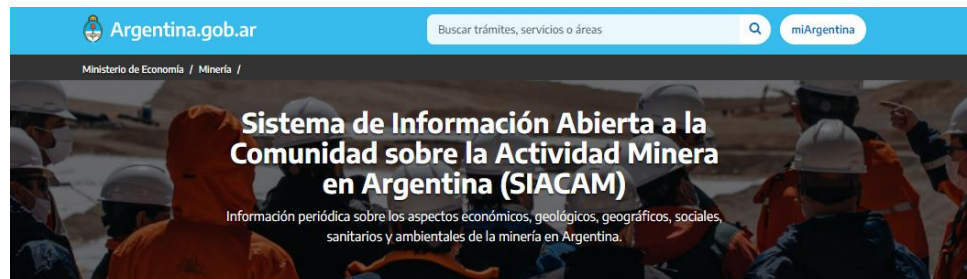 Argentina.gob.ar
Buscar trámites, servicios o áreas
miArgentina
Ministerio de Economía / Minería /
Sistema de Información Abierta a la
Comunidad sobre la Actividad Minera
en Argentina (SIACAM)
Información periódica sobre los aspectos económicos, geológicos, geográficos, sociales,
sanitarios y ambientales de la minería en Argentina.